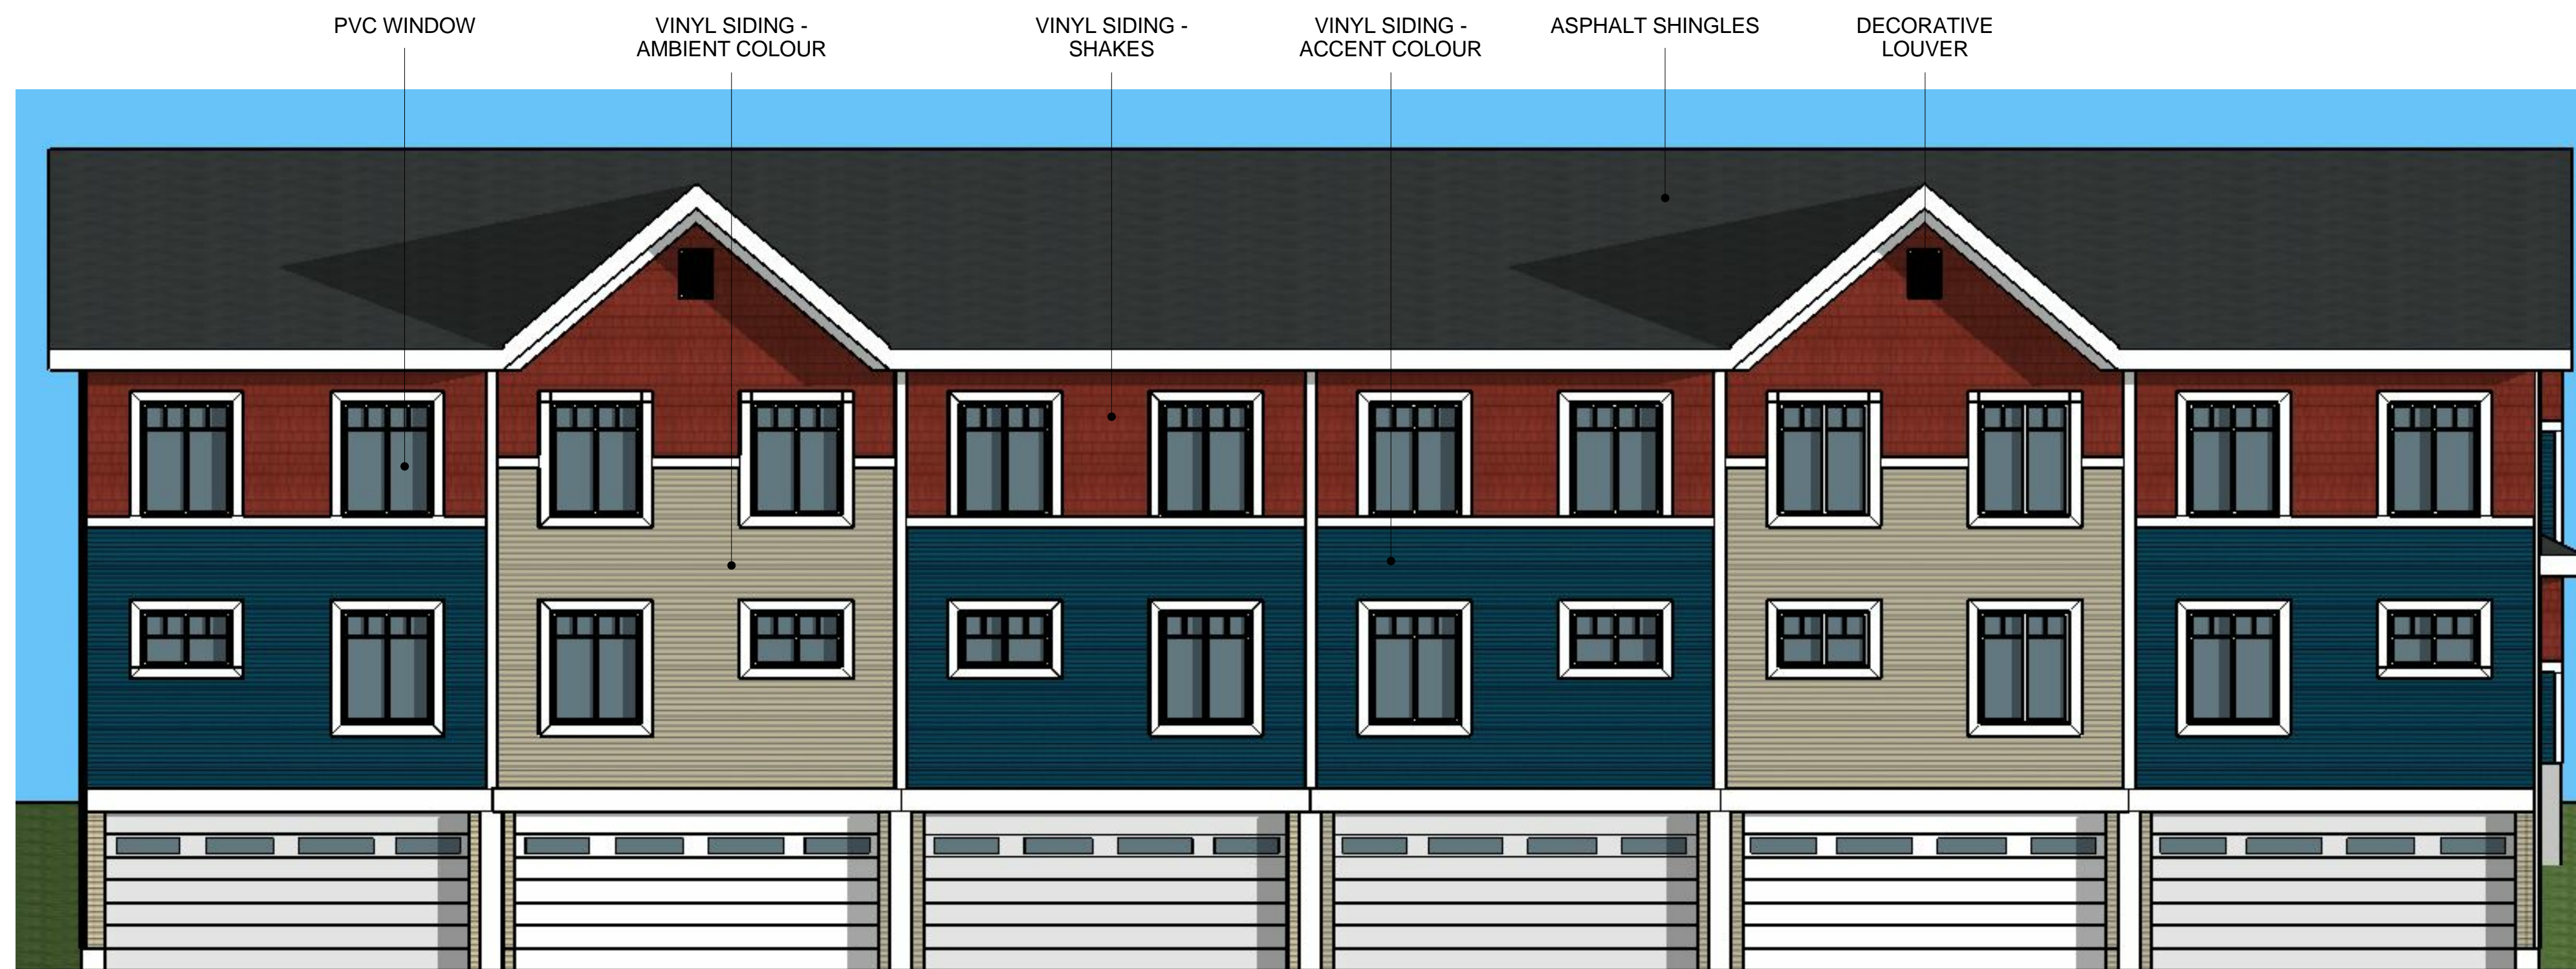 PVC WINDOW
VINYL SIDING -
AMBIENT COLOUR
VINYL SIDING -
SHAKES
VINYL SIDING -
ACCENT COLOUR
ASPHALT SHINGLES
DECORATIVE
LOUVER